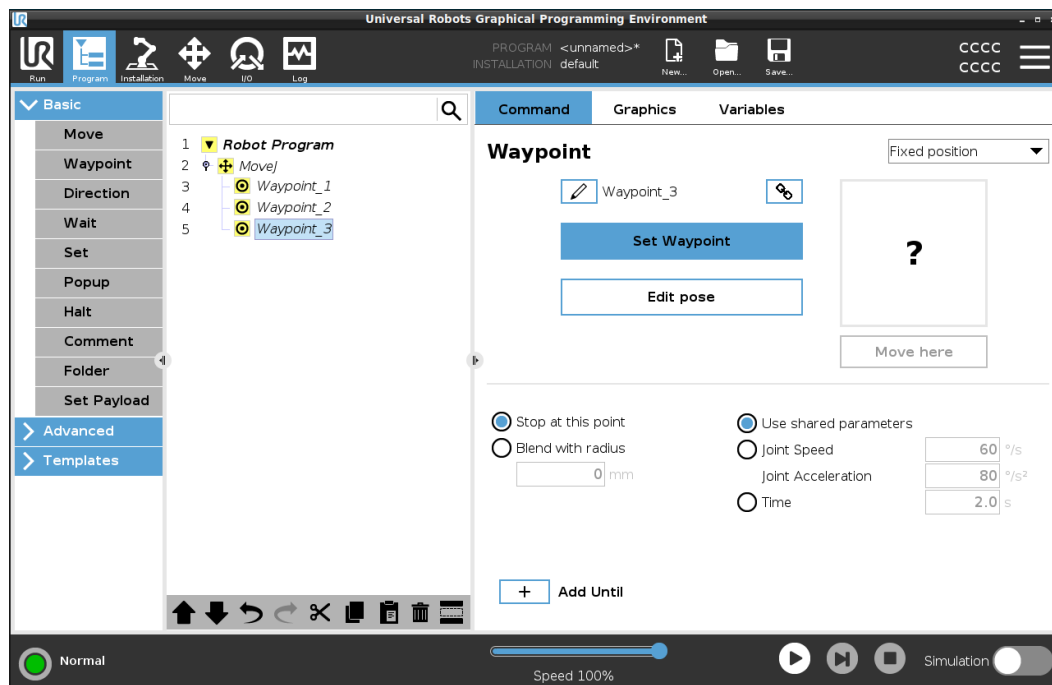 UR
Universal Robots Graphical Programming Environment
UR
Run
Program
Installation
Move
I/O
Log
PROGRAM <unnamed>*
INSTALLATION default
New...
Open...
Save...
CCCC
CCCC
Basic
Move
Waypoint
Direction
Wait
Set
Popup
Halt
Comment
Folder
Set Payload
Advanced
Templates
1 Robot Program
2 MoveJ
3 Waypoint_1
4 Waypoint_2
5 Waypoint_3
Command Graphics Variables
Waypoint
Fixed position
Waypoint_3
Set Waypoint
Edit pose
?
Move here
Stop at this point
Blend with radius
0 mm
Use shared parameters
Joint Speed 60 °/s
Joint Acceleration 80 °/s²
Time 2.0 s
+ Add Until
Normal
Speed 100%
Simulation